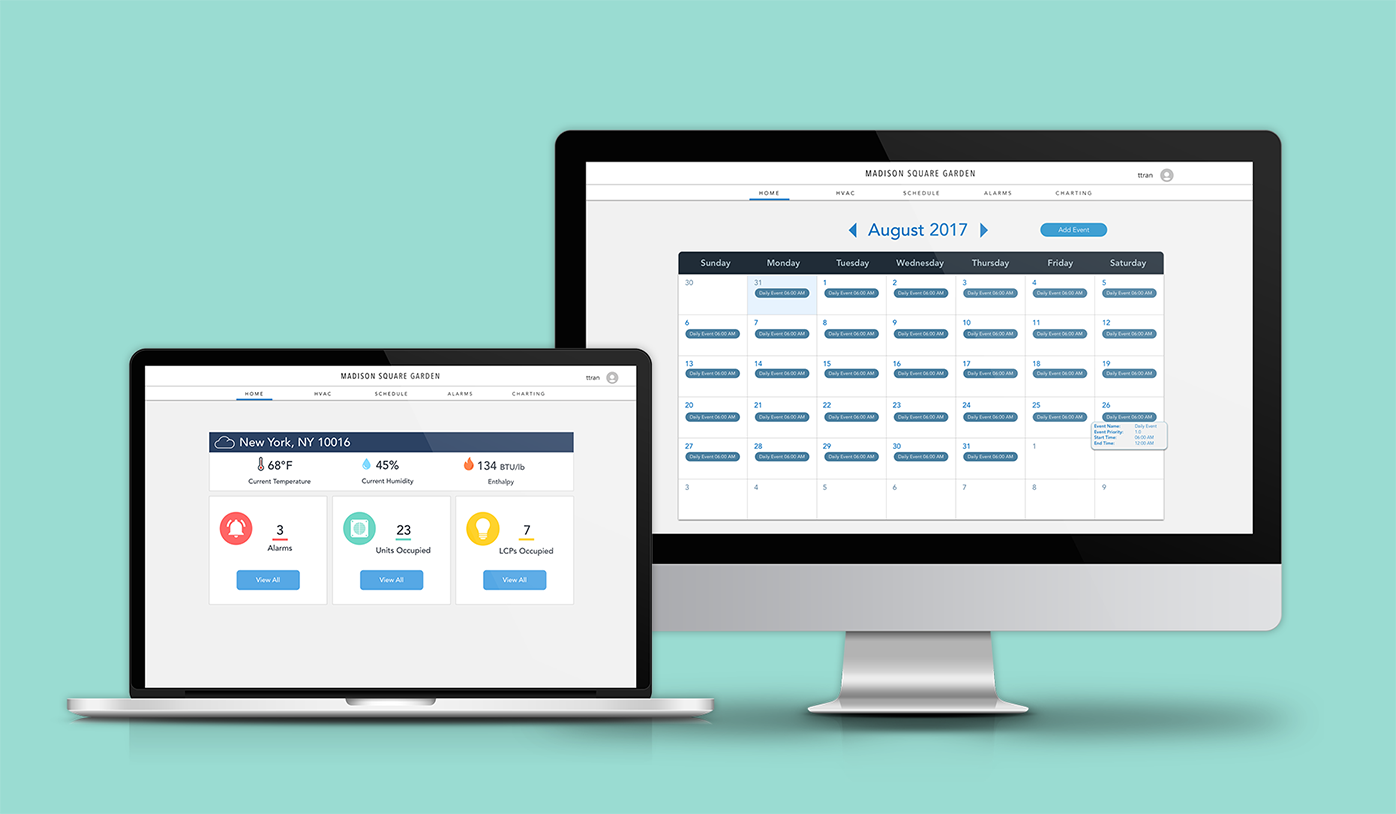 MADISON SQUARE GARDEN
ttran
HOME HVAC SCHEDULE ALARMS CHARTING
New York, NY 10016
68°F 45% 134 BTU/lb
Current Temperature Current Humidity Enthalpy
3 23 7
Alarms Units Occupied LCPs Occupied
View All View All View All
MADISON SQUARE GARDEN
ttran
HOME HVAC SCHEDULE ALARMS CHARTING
August 2017 Add Event
Sunday Monday Tuesday Wednesday Thursday Friday Saturday
30 31 1 2 3 4 5
Daily Event 06:00 AM Daily Event 06:00 AM Daily Event 06:00 AM Daily Event 06:00 AM Daily Event 06:00 AM Daily Event 06:00 AM
6 7 8 9 10 11 12
Daily Event 06:00 AM Daily Event 06:00 AM Daily Event 06:00 AM Daily Event 06:00 AM Daily Event 06:00 AM Daily Event 06:00 AM Daily Event 06:00 AM
13 14 15 16 17 18 19
Daily Event 06:00 AM Daily Event 06:00 AM Daily Event 06:00 AM Daily Event 06:00 AM Daily Event 06:00 AM Daily Event 06:00 AM Daily Event 06:00 AM
20 21 22 23 24 25 26
Daily Event 06:00 AM Daily Event 06:00 AM Daily Event 06:00 AM Daily Event 06:00 AM Daily Event 06:00 AM Daily Event 06:00 AM Daily Event 06:00 AM
Event Name: Daily Event
Event Priority: 1.0
Start Time: 06:00 AM
End Time: 12:00 AM
27 28 29 30 31 1
Daily Event 06:00 AM Daily Event 06:00 AM Daily Event 06:00 AM Daily Event 06:00 AM Daily Event 06:00 AM
3 4 5 6 7 8 9